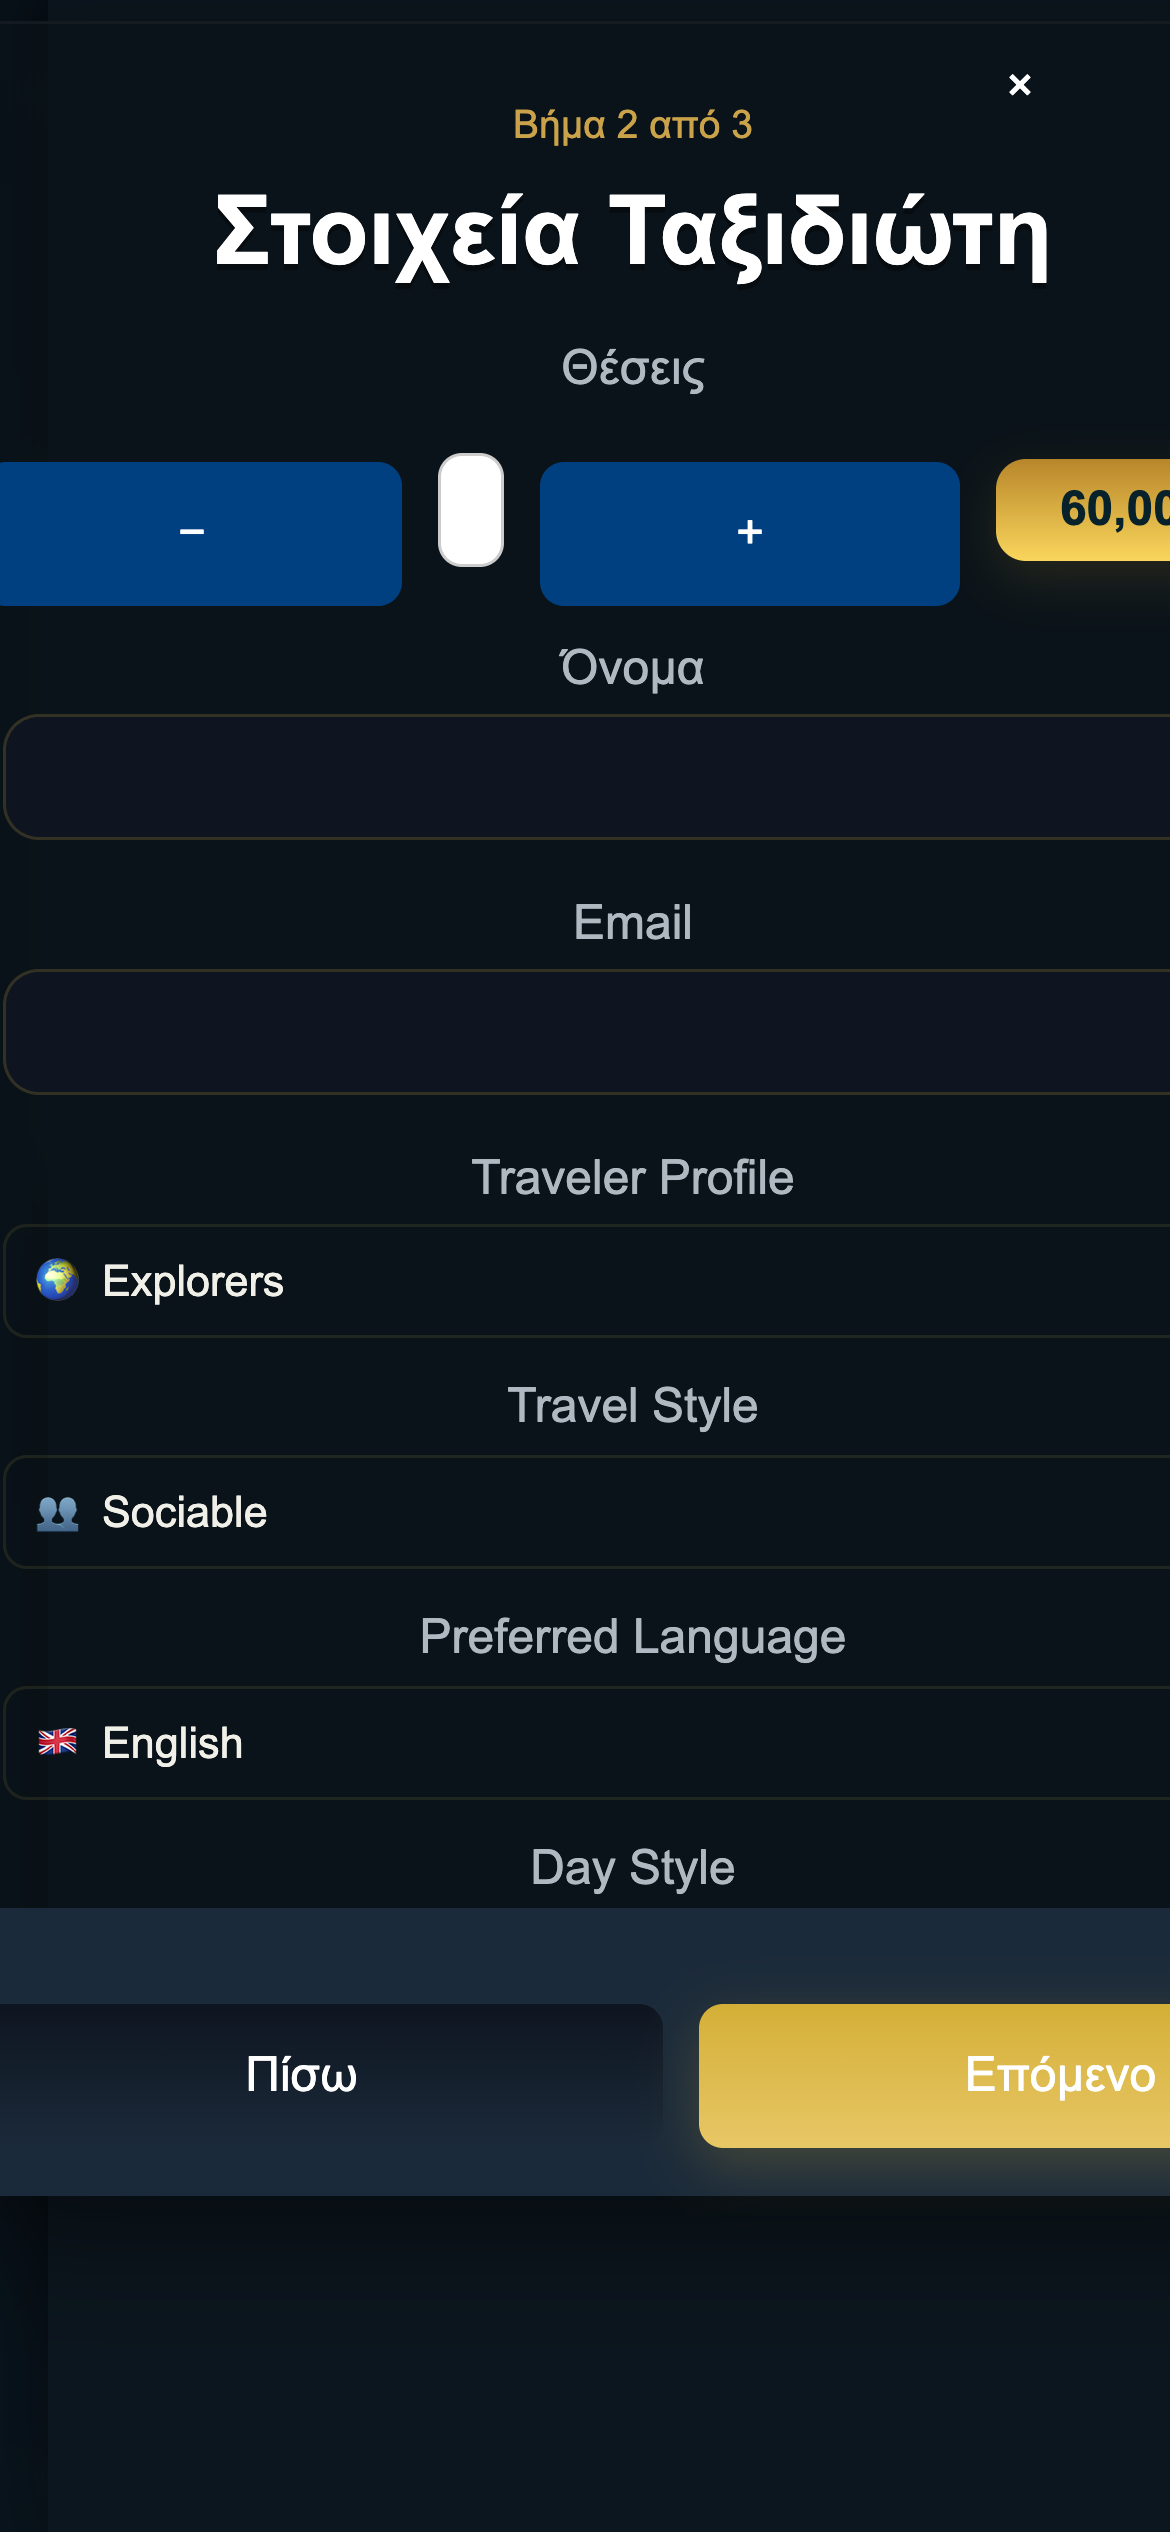 ×
Βήμα 2 από 3
Στοιχεία Ταξιδιώτη
Θέσεις
− + 60,00
Όνομα
Email
Traveler Profile
🌍 Explorers
Travel Style
👥 Sociable
Preferred Language
🇬🇧 English
Day Style
Πίσω Επόμενο